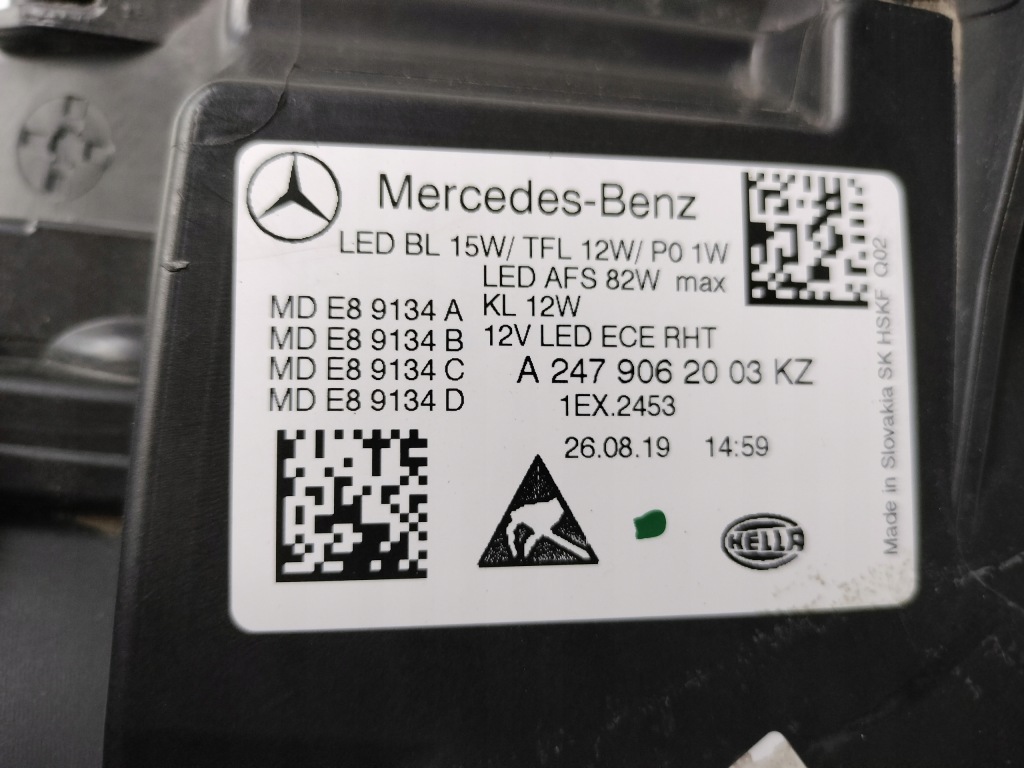 Mercedes-Benz
LED BL 15W/ TFL 12W/ PO 1W
LED AFS 82W max
MD E8 9134 A KL 12W
MD E8 9134 B 12V LED ECE RHT
MD E8 9134 C A 247 906 20 03 KZ
MD E8 9134 D 1EX.2453
26.08.19 14:59
HELLA
Made in Slovakia SK HSKF Q02